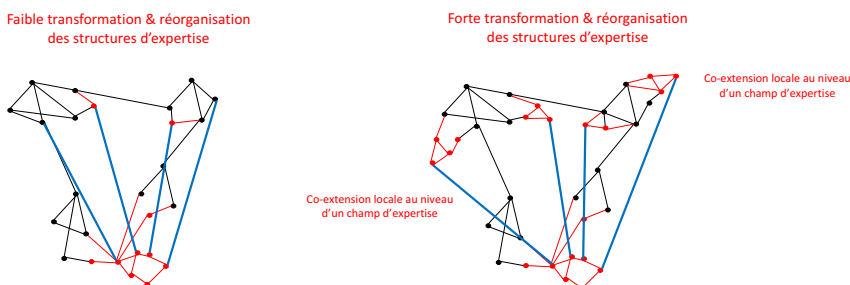 Faible transformation & réorganisation
des structures d'expertise
Forte transformation & réorganisation
des structures d'expertise
Co-extension locale au niveau
d'un champ d'expertise
Co-extension locale au niveau
d'un champ d'expertise